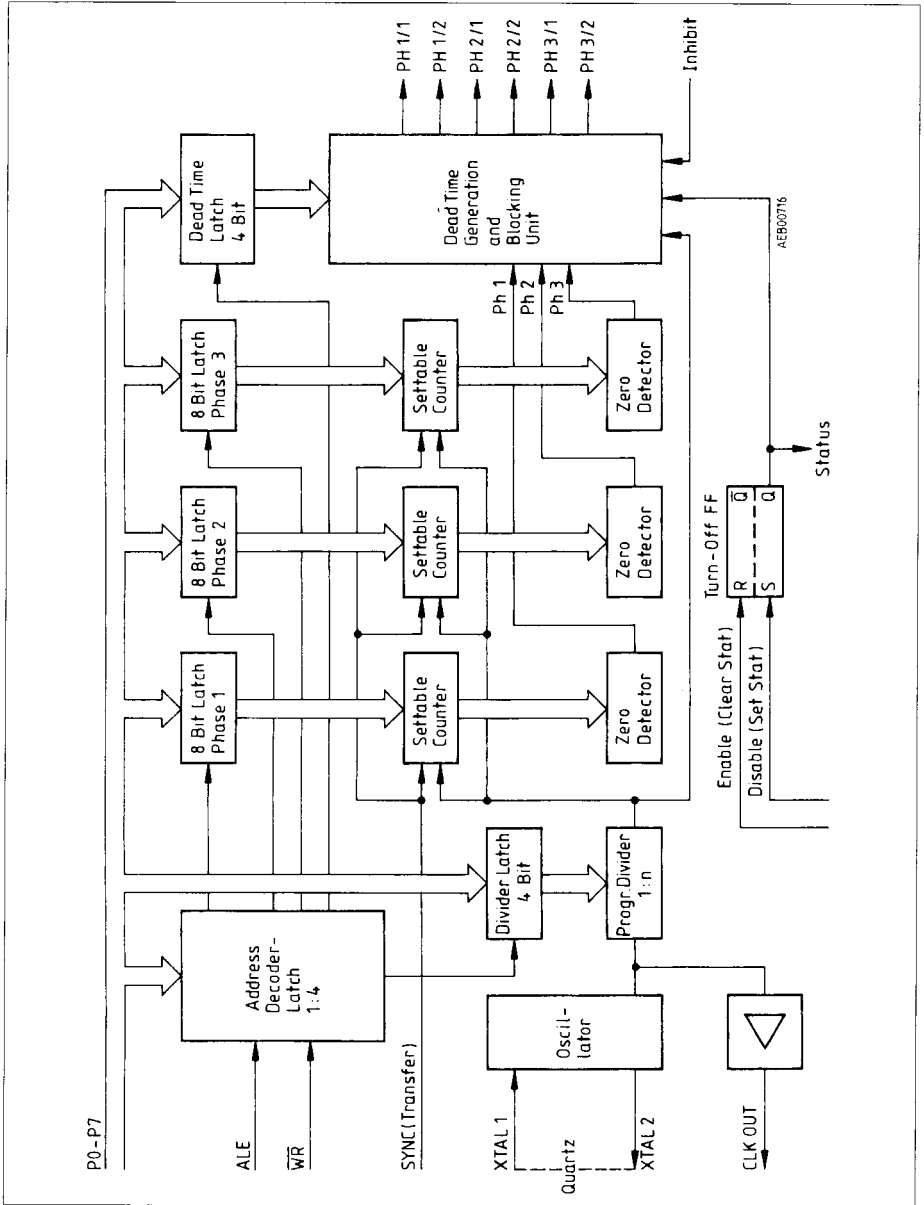 P0-P7
ALE
W̅R̅
SYNC(Transfer)
XTAL 1
Quartz
XTAL 2
CLK OUT
Address
Decoder-
Latch
1:4
Oscil-
lator
Divider Latch
4 Bit
Progr.Divider
1:n
8 Bit Latch
Phase 1
8 Bit Latch
Phase 2
8 Bit Latch
Phase 3
Settable
Counter
Settable
Counter
Settable
Counter
Zero
Detector
Zero
Detector
Zero
Detector
Dead Time
Latch
4 Bit
Ph 1
Ph 2
Ph 3
Dead Time
Generation
and
Blocking
Unit
PH 1/1
PH 1/2
PH 2/1
PH 2/2
PH 3/1
PH 3/2
Inhibit
Enable (Clear Stat)
Disable (Set Stat)
Turn-Off FF
R Q̅
S Q
Status
AEB00716